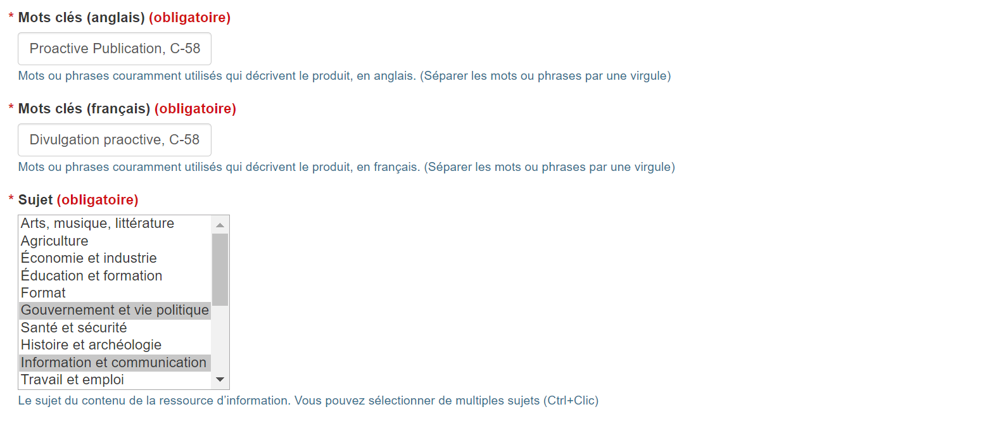 * Mots clés (anglais) (obligatoire)
Proactive Publication, C-58
Mots ou phrases couramment utilisés qui décrivent le produit, en anglais. (Séparer les mots ou phrases par une virgule)
* Mots clés (français) (obligatoire)
Divulgation praoctive, C-58
Mots ou phrases couramment utilisés qui décrivent le produit, en français. (Séparer les mots ou phrases par une virgule)
* Sujet (obligatoire)
Arts, musique, littérature
Agriculture
Économie et industrie
Éducation et formation
Format
Gouvernement et vie politique
Santé et sécurité
Histoire et archéologie
Information et communication
Travail et emploi
Le sujet du contenu de la ressource d’information. Vous pouvez sélectionner de multiples sujets (Ctrl+Clic)